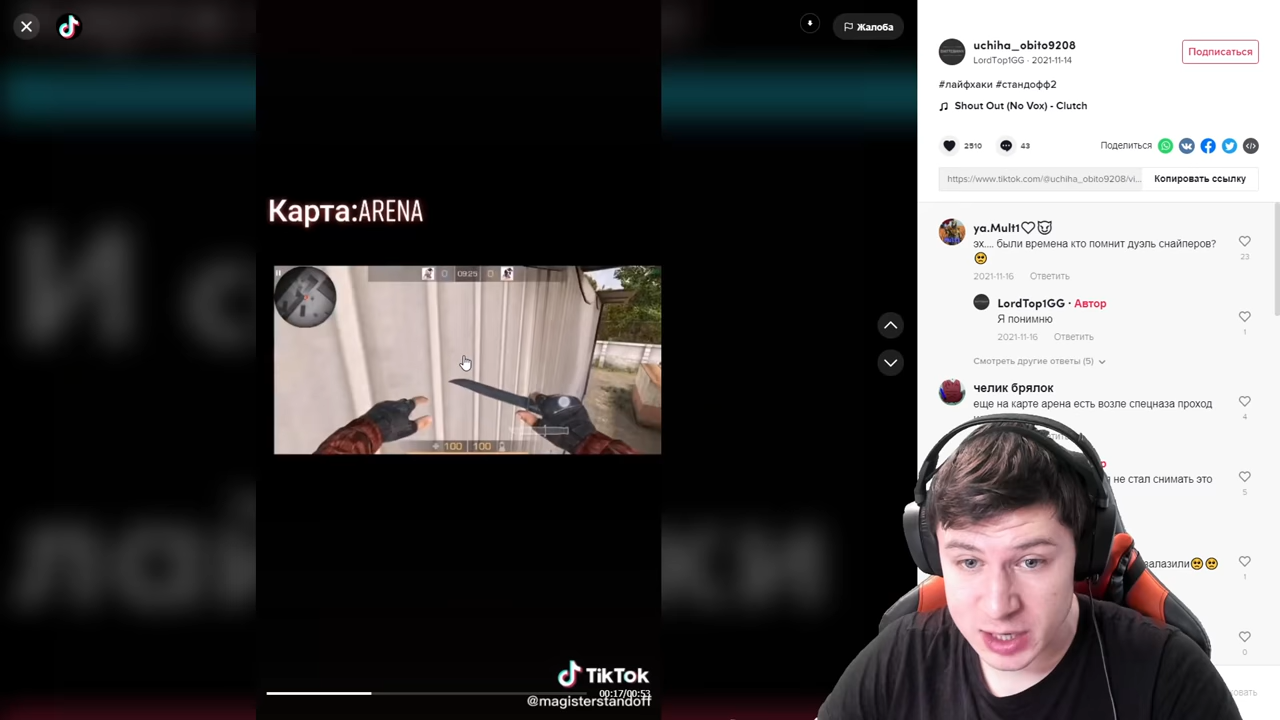 Жалоба
Карта:ARENA
0 09:25 0
100 100
TikTok
00:17/00:53
@magisterstandoff
uchiha_obito9208
LordTop1GG · 2021-11-14
Подписаться
#лайфхаки #стандофф2
Shout Out (No Vox) - Clutch
2510 43
Поделиться
https://www.tiktok.com/@uchiha_obito9208/vi...
Копировать ссылку
ya.Mult1
эх.... были времена кто помнит дуэль снайперов?
🥺
23
2021-11-16 Ответить
LordTop1GG · Автор
Я понимню
1
2021-11-16 Ответить
Смотреть другие ответы (5)
челик брялок
еще на карте арена есть возле спецназа проход
4
не стал снимать это
5
залазили🥺🥺
1
0